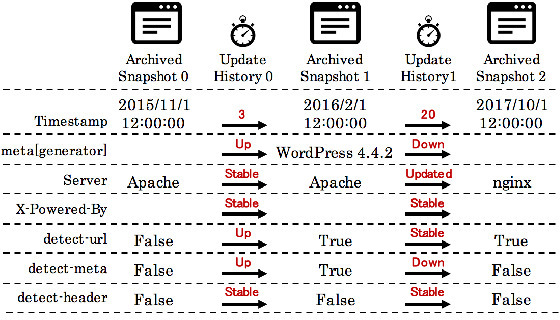 Archived Snapshot 0
Update History 0
Archived Snapshot 1
Update History1
Archived Snapshot 2
Timestamp 2015/11/1 12:00:00 3 2016/2/1 12:00:00 20 2017/10/1 12:00:00
meta[generator] Up WordPress 4.4.2 Down
Server Apache Stable Apache Updated nginx
X-Powered-By Stable Stable
detect-url False Up True Stable True
detect-meta False Up True Down False
detect-header False Stable False Stable False